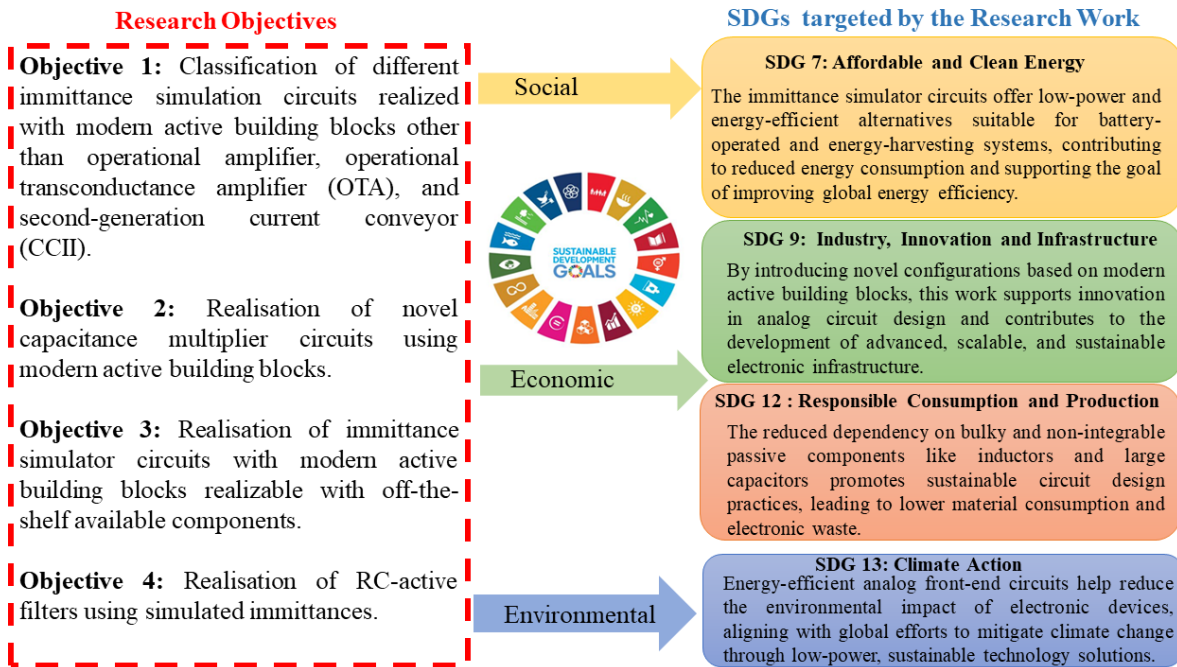 Research Objectives
Objective 1: Classification of different
immittance simulation circuits realized
with modern active building blocks other
than operational amplifier, operational
transconductance amplifier (OTA), and
second-generation current conveyor
(CCII).
Objective 2: Realisation of novel
capacitance multiplier circuits using
modern active building blocks.
Objective 3: Realisation of immittance
simulator circuits with modern active
building blocks realizable with off-the-
shelf available components.
Objective 4: Realisation of RC-active
filters using simulated immittances.
Social
SUSTAINABLE
DEVELOPMENT
GOALS
Economic
Environmental
SDGs targeted by the Research Work
SDG 7: Affordable and Clean Energy
The immittance simulator circuits offer low-power and
energy-efficient alternatives suitable for battery-
operated and energy-harvesting systems, contributing
to reduced energy consumption and supporting the goal
of improving global energy efficiency.
SDG 9: Industry, Innovation and Infrastructure
By introducing novel configurations based on modern
active building blocks, this work supports innovation
in analog circuit design and contributes to the
development of advanced, scalable, and sustainable
electronic infrastructure.
SDG 12 : Responsible Consumption and Production
The reduced dependency on bulky and non-integrable
passive components like inductors and large
capacitors promotes sustainable circuit design
practices, leading to lower material consumption and
electronic waste.
SDG 13: Climate Action
Energy-efficient analog front-end circuits help reduce
the environmental impact of electronic devices,
aligning with global efforts to mitigate climate change
through low-power, sustainable technology solutions.